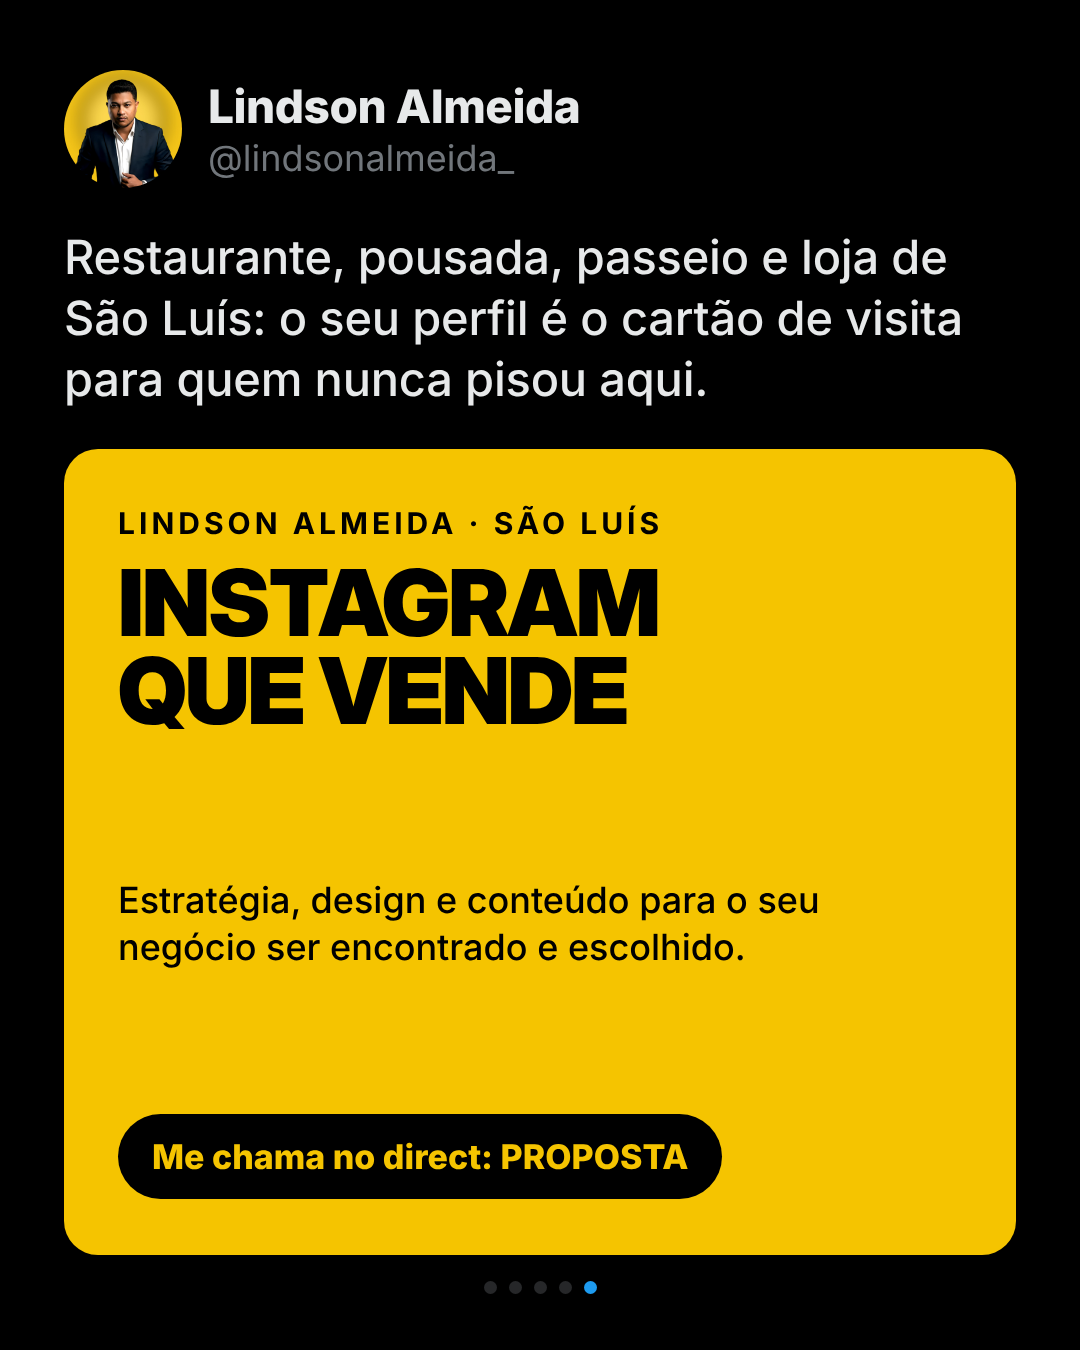 Lindson Almeida
@lindsonalmeida_
Restaurante, pousada, passeio e loja de
São Luís: o seu perfil é o cartão de visita
para quem nunca pisou aqui.
LINDSON ALMEIDA · SÃO LUÍS
INSTAGRAM
QUE VENDE
Estratégia, design e conteúdo para o seu
negócio ser encontrado e escolhido.
Me chama no direct: PROPOSTA